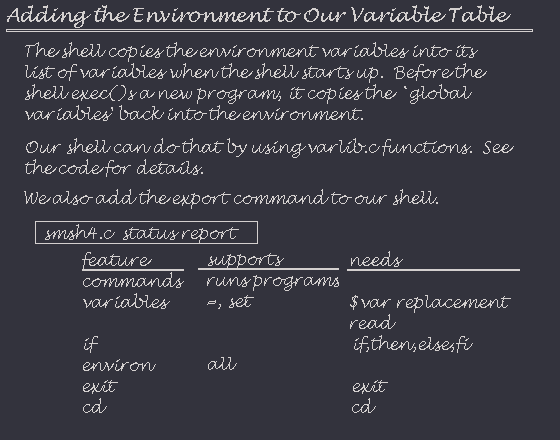 Adding the Environment to Our Variable Table
The shell copies the environment variables into its
list of variables when the shell starts up. Before the
shell exec()s a new program, it copies the `global
variables' back into the environment.
Our shell can do that by using varlib.c functions. See
the code for details.
We also add the export command to our shell.
smsh4.c status report
feature supports needs
commands runs programs
variables =, set $var replacement
read
if if,then,else,fi
environ all
exit exit
cd cd